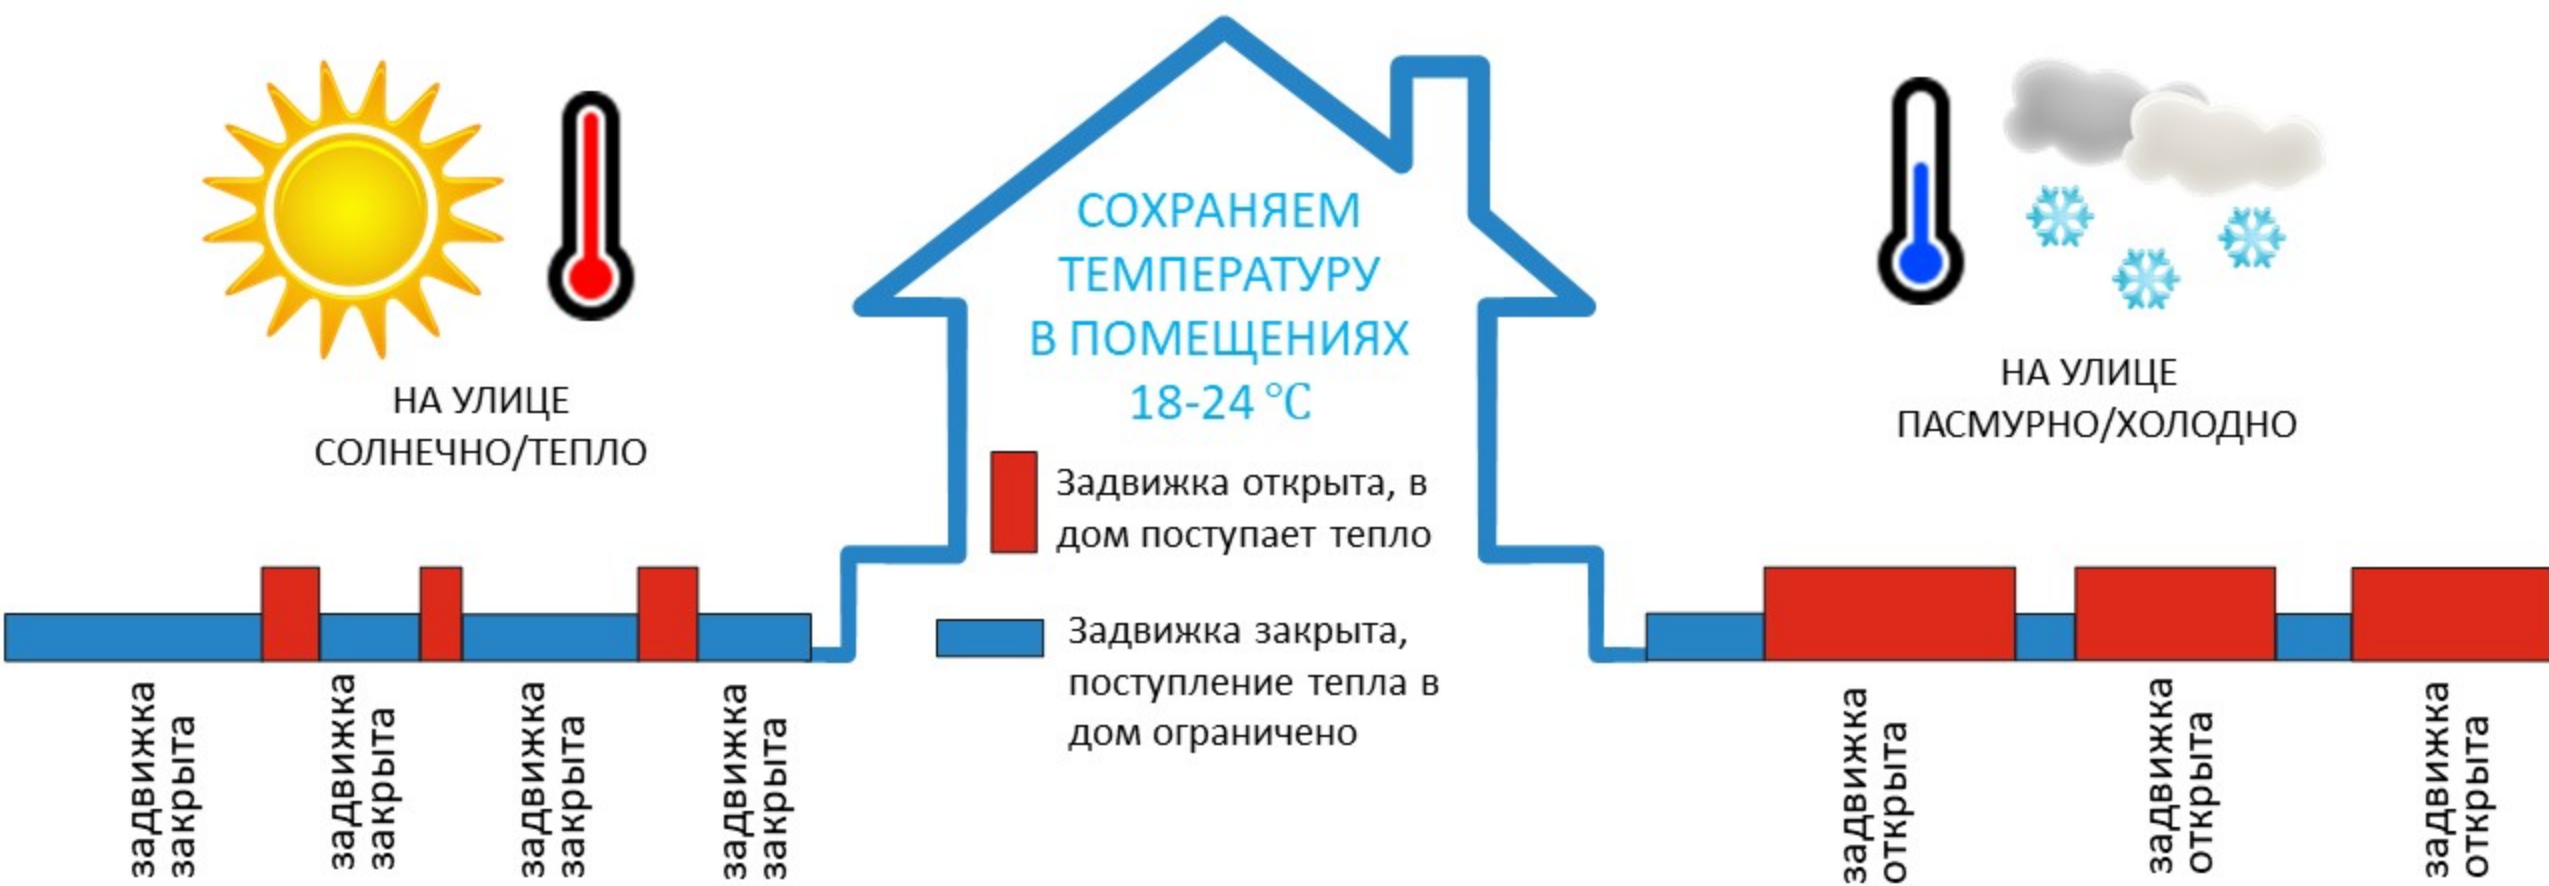 НА УЛИЦЕ
СОЛНЕЧНО/ТЕПЛО
СОХРАНЯЕМ
ТЕМПЕРАТУРУ
В ПОМЕЩЕНИЯХ
18-24 °С
НА УЛИЦЕ
ПАСМУРНО/ХОЛОДНО
Задвижка открыта, в
дом поступает тепло
Задвижка закрыта,
поступление тепла в
дом ограничено
задвижка
закрыта
задвижка
закрыта
задвижка
закрыта
задвижка
закрыта
задвижка
открыта
задвижка
открыта
задвижка
открыта